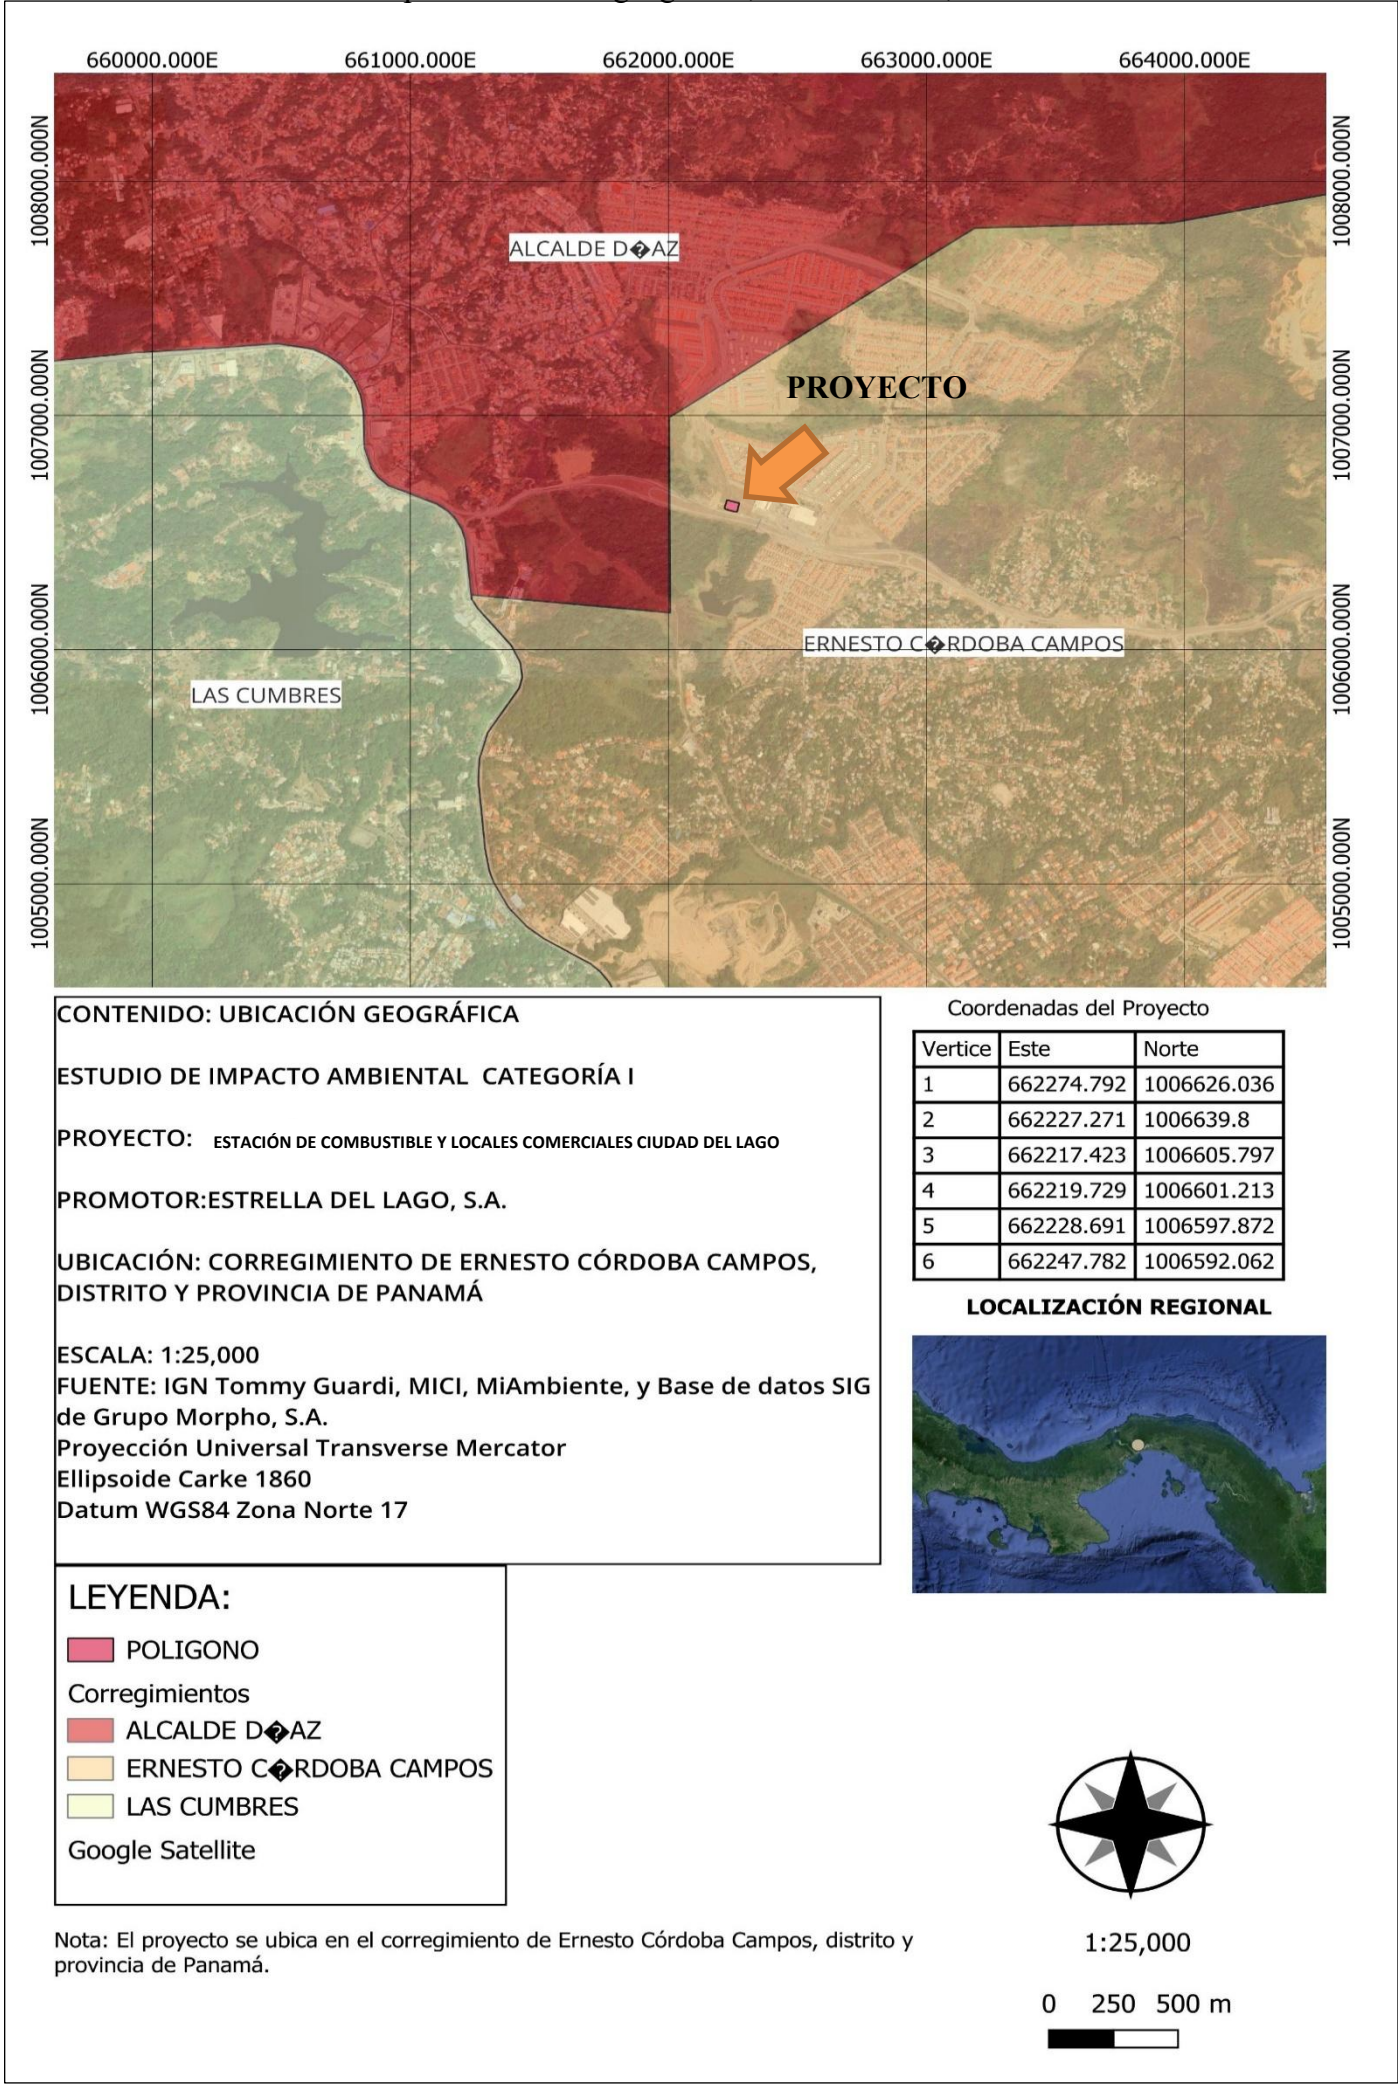 660000.000E 661000.000E 662000.000E 663000.000E 664000.000E
1008000.000N
1007000.000N
1006000.000N
1005000.000N
1008000.000N
1007000.000N
1006000.000N
1005000.000N
ALCALDE D�AZ
PROYECTO
ERNESTO C�RDOBA CAMPOS
LAS CUMBRES
CONTENIDO: UBICACIÓN GEOGRÁFICA
ESTUDIO DE IMPACTO AMBIENTAL CATEGORÍA I
PROYECTO: ESTACIÓN DE COMBUSTIBLE Y LOCALES COMERCIALES CIUDAD DEL LAGO
PROMOTOR:ESTRELLA DEL LAGO, S.A.
UBICACIÓN: CORREGIMIENTO DE ERNESTO CÓRDOBA CAMPOS,
DISTRITO Y PROVINCIA DE PANAMÁ
ESCALA: 1:25,000
FUENTE: IGN Tommy Guardi, MICI, MiAmbiente, y Base de datos SIG
de Grupo Morpho, S.A.
Proyección Universal Transverse Mercator
Ellipsoide Carke 1860
Datum WGS84 Zona Norte 17
Coordenadas del Proyecto
Vertice Este Norte
1 662274.792 1006626.036
2 662227.271 1006639.8
3 662217.423 1006605.797
4 662219.729 1006601.213
5 662228.691 1006597.872
6 662247.782 1006592.062
LOCALIZACIÓN REGIONAL
LEYENDA:
POLIGONO
Corregimientos
ALCALDE D�AZ
ERNESTO C�RDOBA CAMPOS
LAS CUMBRES
Google Satellite
Nota: El proyecto se ubica en el corregimiento de Ernesto Córdoba Campos, distrito y
provincia de Panamá.
1:25,000
0 250 500 m